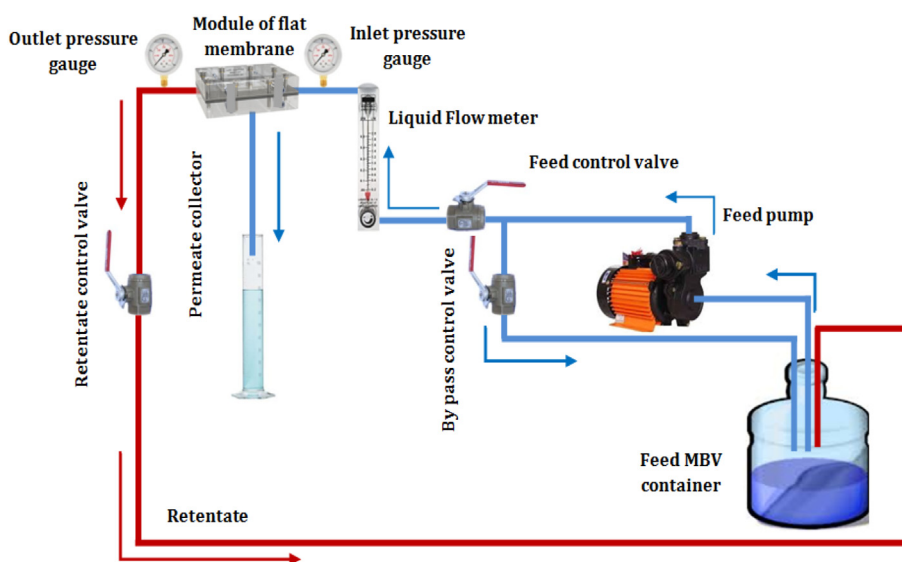 Module of flat
membrane
Outlet pressure
gauge
Inlet pressure
gauge
Liquid Flow meter
Feed control valve
Feed pump
Retentate control valve
Permeate collector
By pass control valve
Feed MBV
container
Retentate